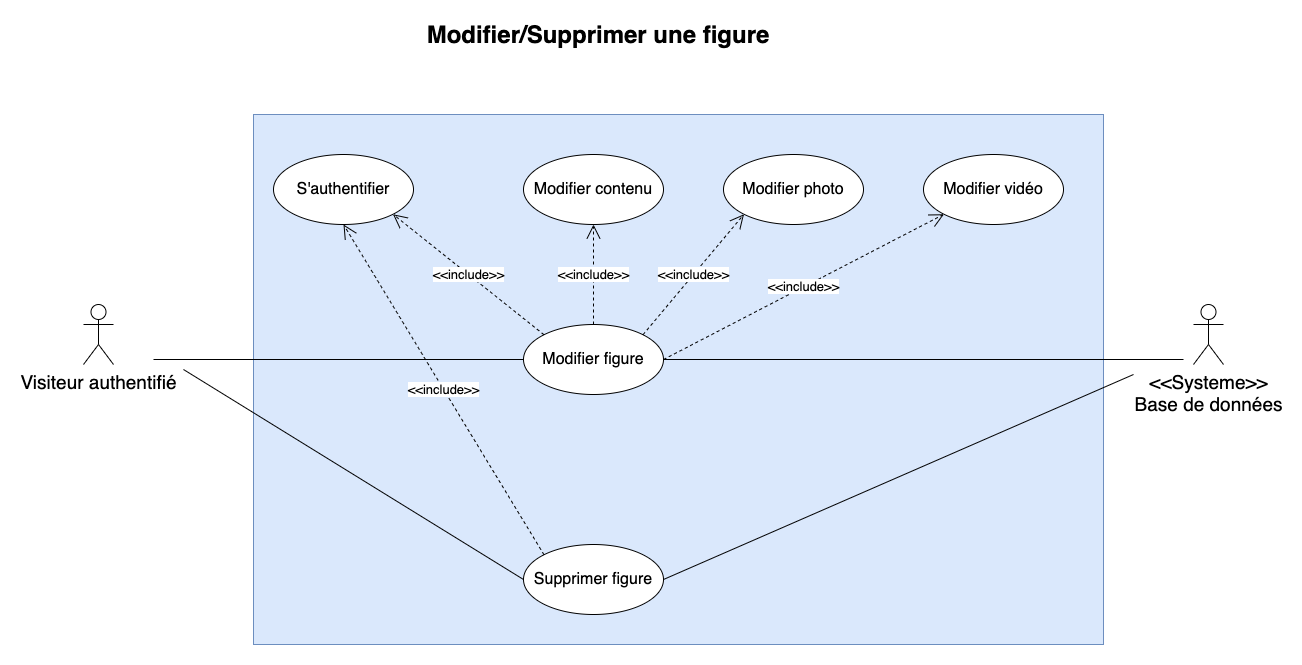 Modifier/Supprimer une figure
S'authentifier
Modifier contenu
Modifier photo
Modifier vidéo
<<include>>
<<include>>
<<include>>
<<include>>
Modifier figure
Visiteur authentifié
<<include>>
<<Systeme>>
Base de données
Supprimer figure